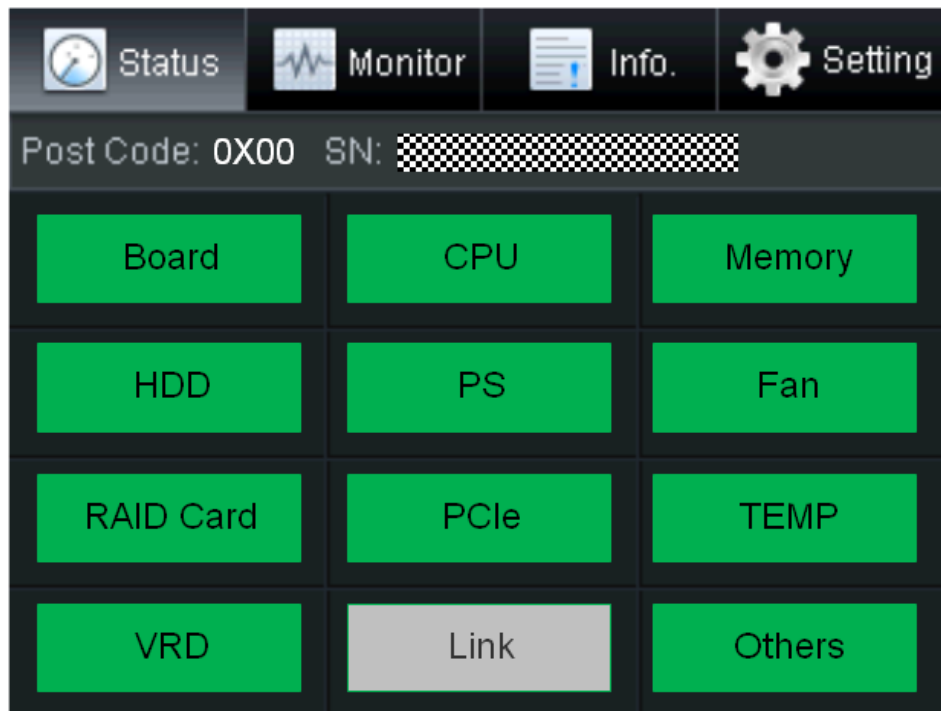 Status Monitor Info. Setting
Post Code: 0X00 SN:
Board CPU Memory
HDD PS Fan
RAID Card PCIe TEMP
VRD Link Others